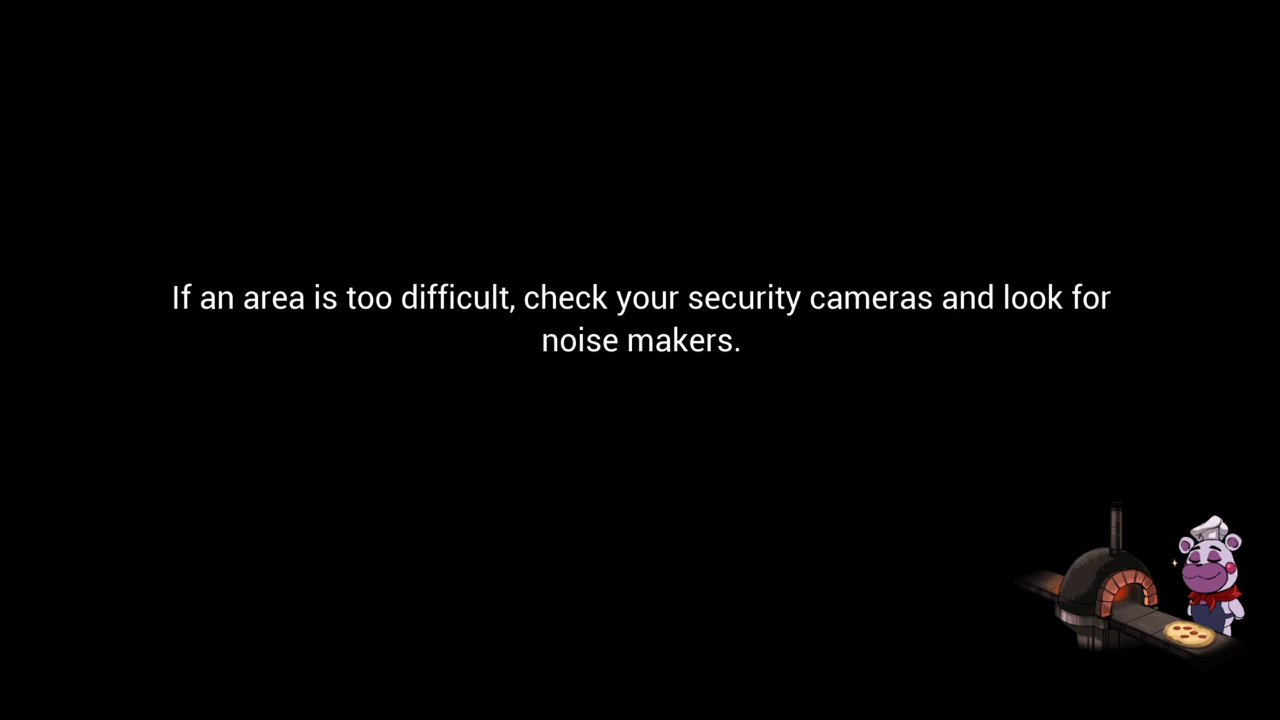 If an area is too difficult, check your security cameras and look for
noise makers.